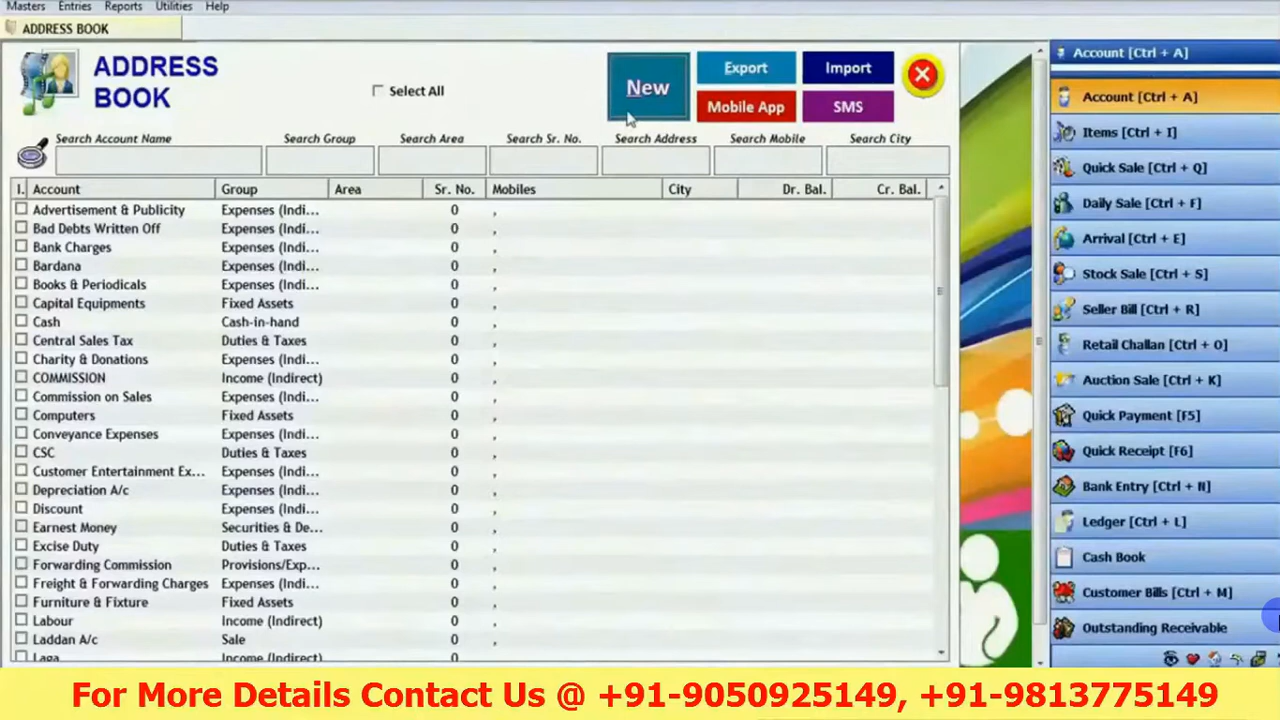 Masters Entries Reports Utilities Help
ADDRESS BOOK
ADDRESS
BOOK
Select All
New
Export
Import
Mobile App
SMS
Search Account Name Search Group Search Area Search Sr. No. Search Address Search Mobile Search City
I. Account Group Area Sr. No. Mobiles City Dr. Bal. Cr. Bal.
Advertisement & Publicity Expenses (Indi... 0 ,
Bad Debts Written Off Expenses (Indi... 0 ,
Bank Charges Expenses (Indi... 0 ,
Bardana Expenses (Indi... 0 ,
Books & Periodicals Expenses (Indi... 0 ,
Capital Equipments Fixed Assets 0 ,
Cash Cash-in-hand 0 ,
Central Sales Tax Duties & Taxes 0 ,
Charity & Donations Expenses (Indi... 0 ,
COMMISSION Income (Indirect) 0 ,
Commission on Sales Expenses (Indi... 0 ,
Computers Fixed Assets 0 ,
Conveyance Expenses Expenses (Indi... 0 ,
CSC Duties & Taxes 0 ,
Customer Entertainment Ex... Expenses (Indi... 0 ,
Depreciation A/c Expenses (Indi... 0 ,
Discount Expenses (Indi... 0 ,
Earnest Money Securities & De... 0 ,
Excise Duty Duties & Taxes 0 ,
Forwarding Commission Provisions/Exp... 0 ,
Freight & Forwarding Charges Expenses (Indi... 0 ,
Furniture & Fixture Fixed Assets 0 ,
Labour Income (Indirect) 0 ,
Laddan A/c Sale 0 ,
Laga Income (Indirect) 0 ,
Account [Ctrl + A]
Account [Ctrl + A]
Items [Ctrl + I]
Quick Sale [Ctrl + Q]
Daily Sale [Ctrl + F]
Arrival [Ctrl + E]
Stock Sale [Ctrl + S]
Seller Bill [Ctrl + R]
Retail Challan [Ctrl + O]
Auction Sale [Ctrl + K]
Quick Payment [F5]
Quick Receipt [F6]
Bank Entry [Ctrl + N]
Ledger [Ctrl + L]
Cash Book
Customer Bills [Ctrl + M]
Outstanding Receivable
For More Details Contact Us @ +91-9050925149, +91-9813775149